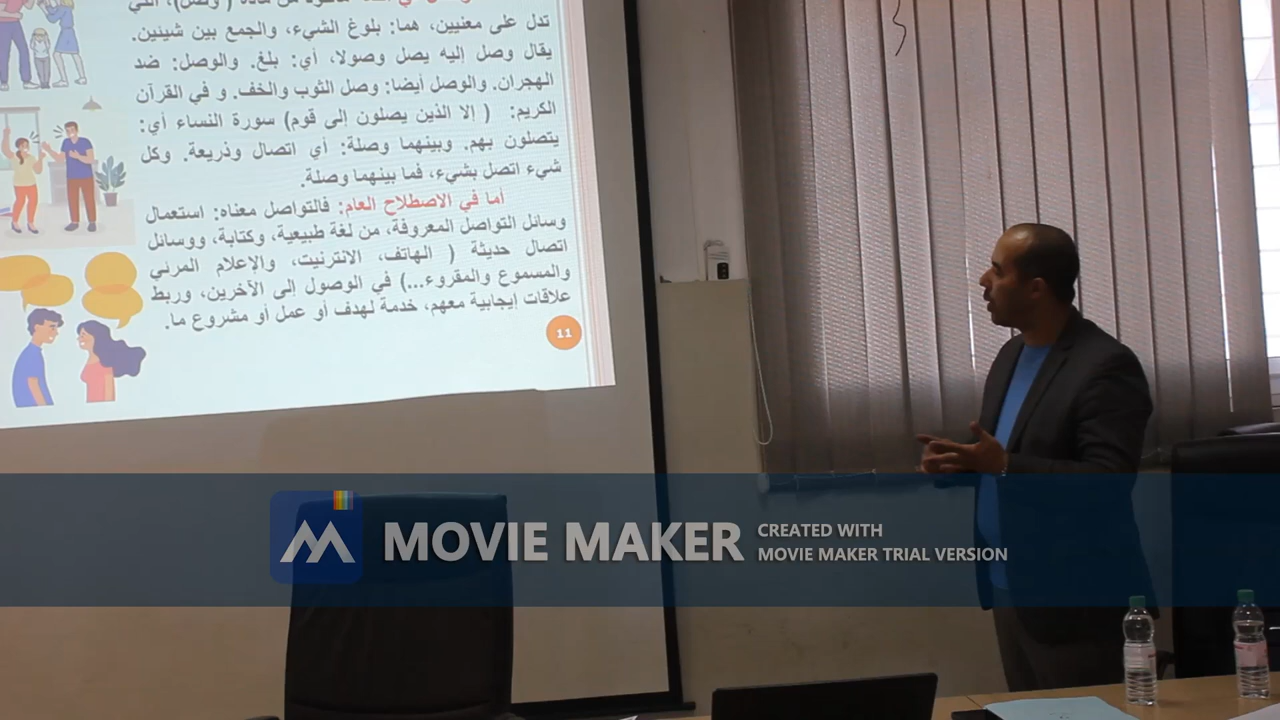 تدل على معنيين، هما: بلوغ الشيء، والجمع بين شيئين.
يقال وصل إليه يصل وصولا، أي: بلغ. والوصل: ضد
الهجران. والوصل أيضا: وصل الثوب والخف. و في القرآن
الكريم: ( إلا الذين يصلون إلى قوم) سورة النساء أي:
يتصلون بهم. وبينهما وصلة: أي اتصال وذريعة. وكل
شيء اتصل بشيء، فما بينهما وصلة.
أما في الاصطلاح العام: فالتواصل معناه: استعمال
وسائل التواصل المعروفة، من لغة طبيعية، وكتابة، ووسائل
اتصال حديثة ( الهاتف، الانترنيت، والإعلام المرئي
والمسموع والمقروء...) في الوصول إلى الآخرين، وربط
علاقات إيجابية معهم، خدمة لهدف أو عمل أو مشروع ما.
11
MOVIE MAKER
CREATED WITH
MOVIE MAKER TRIAL VERSION